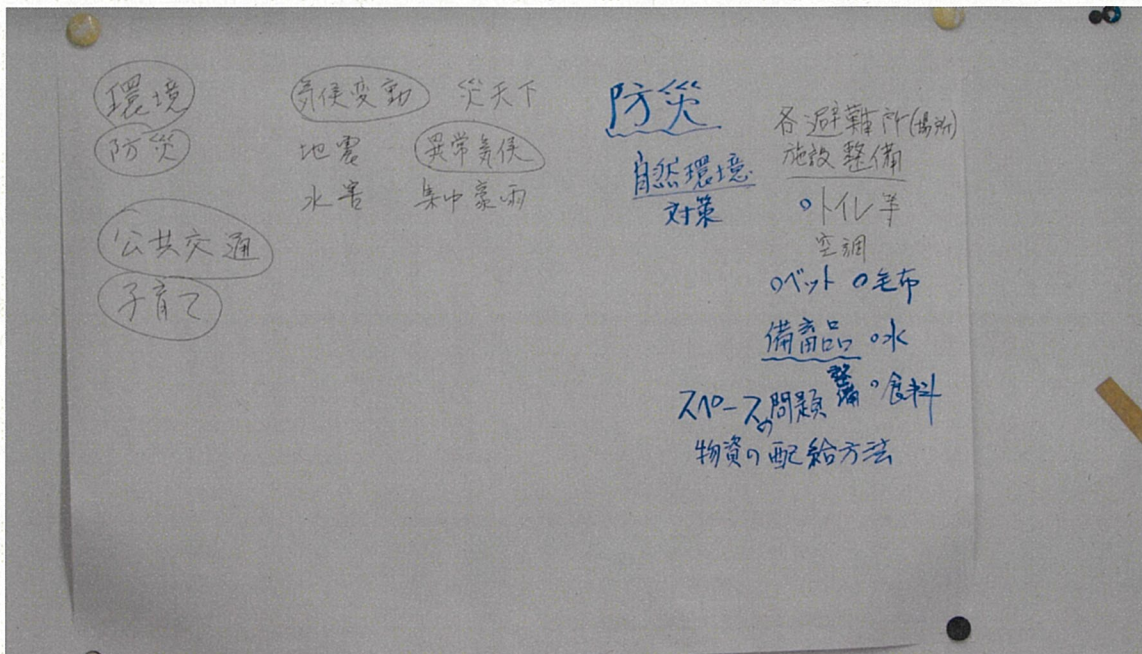 環境
防災
公共交通
子育て
気候変動 災天下
地震 異常気候
水害 集中豪雨
防災
自然環境
対策
各避難所(場所)
施設整備
○トイレ等
空調
○ベット ○毛布
備蓄品 ○水
整備 ○食料
スペースの問題
物資の配給方法